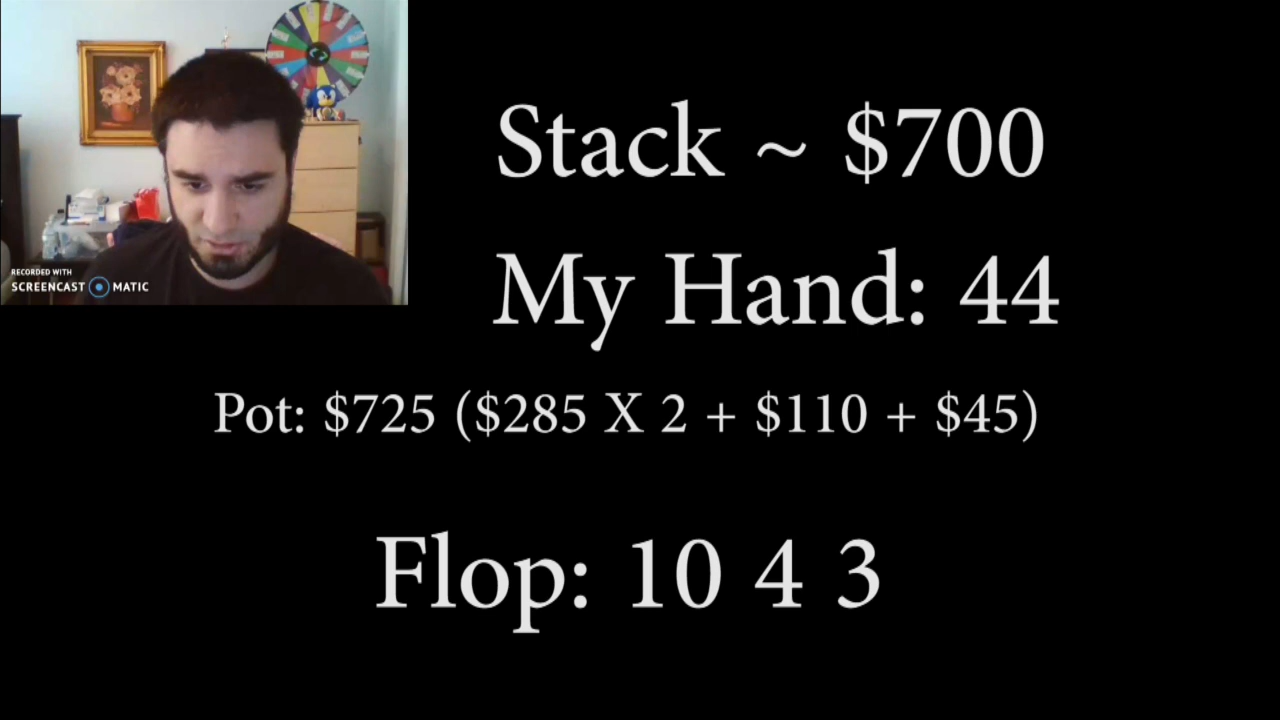 Stack ~ $700
My Hand: 44
RECORDED WITH
SCREENCAST MATIC
Pot: $725 ($285 X 2 + $110 + $45)
Flop: 10 4 3